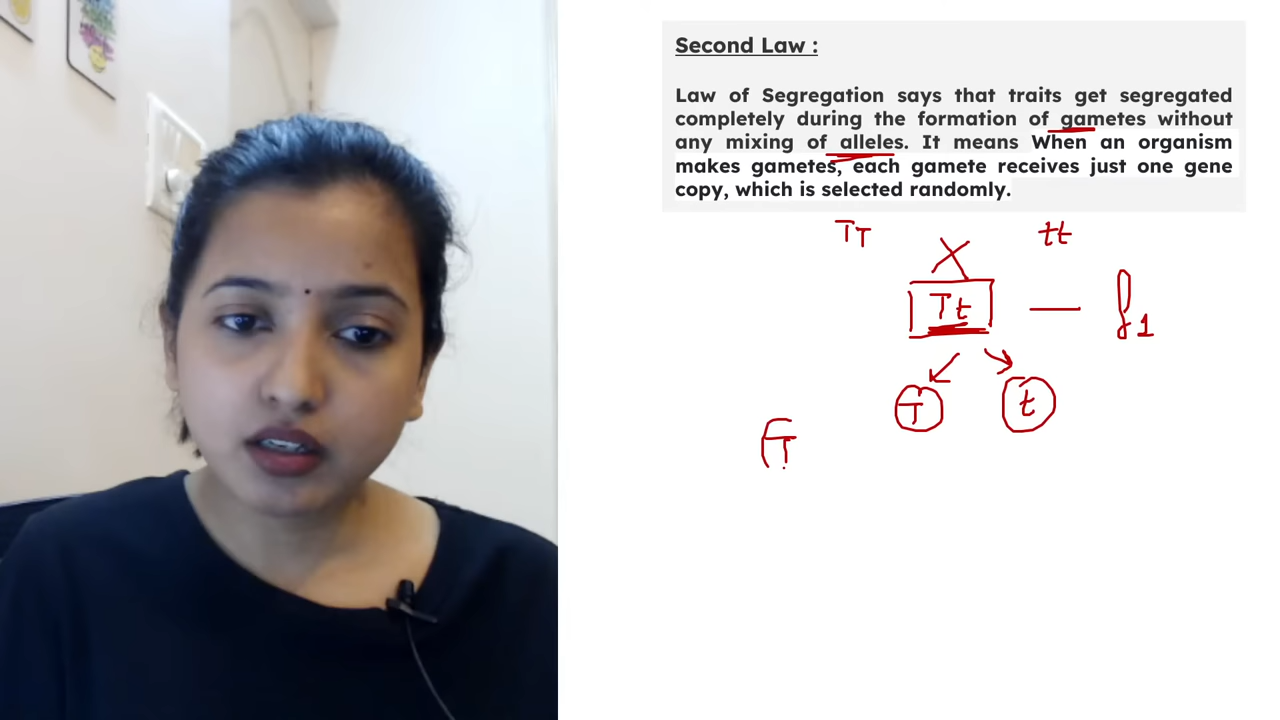 Second Law :
Law of Segregation says that traits get segregated
completely during the formation of gametes without
any mixing of alleles. It means When an organism
makes gametes, each gamete receives just one gene
copy, which is selected randomly.
TT tt
X
Tt — f1
T t
T